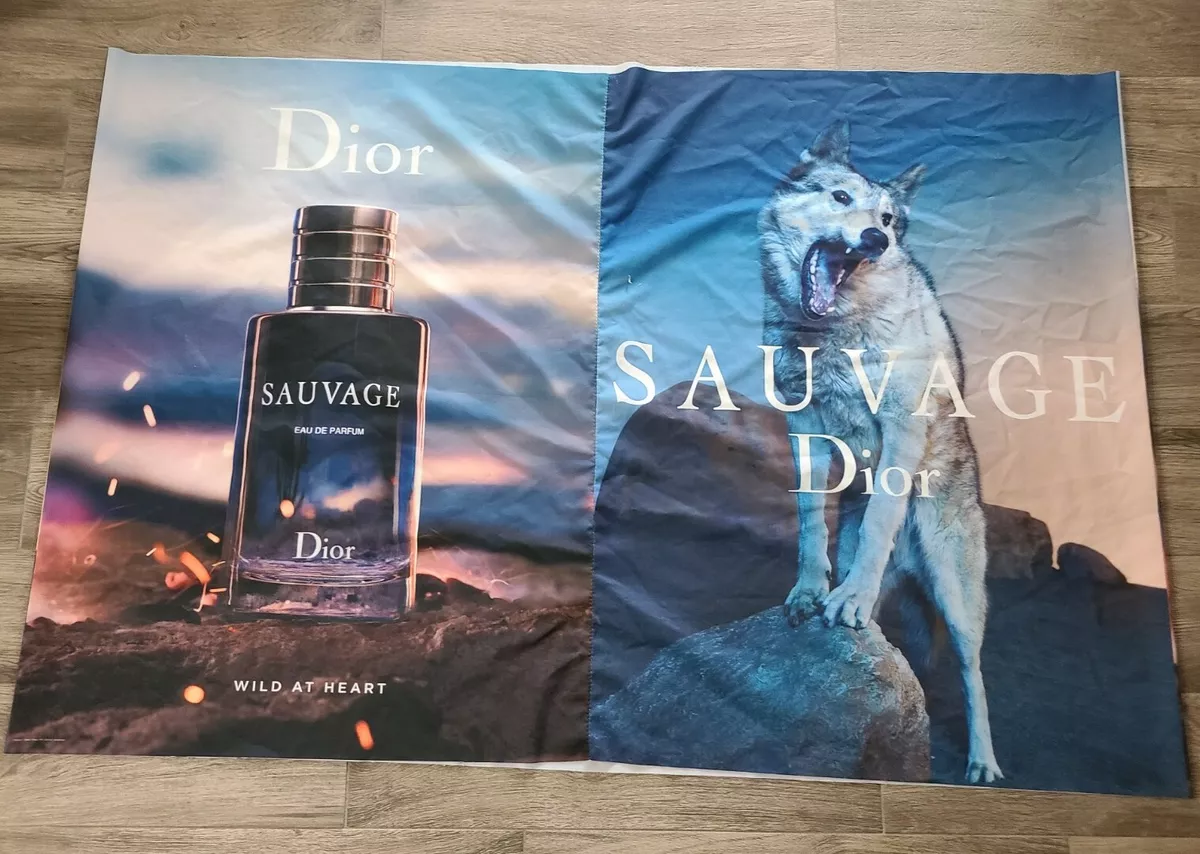 Dior
SAUVAGE
EAU DE PARFUM
Dior
WILD AT HEART
SAUVAGE
Dior